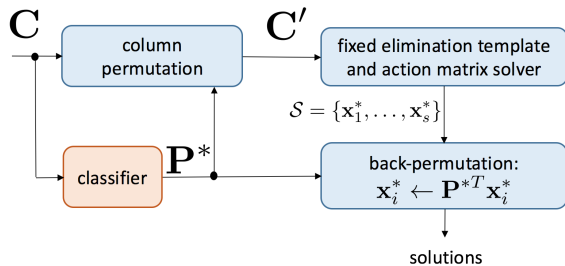 C
column
permutation
C′
fixed elimination template
and action matrix solver
S = {x₁*, . . . , xₛ*}
classifier
P*
back-permutation:
xᵢ* ← P*ᵀxᵢ*
solutions